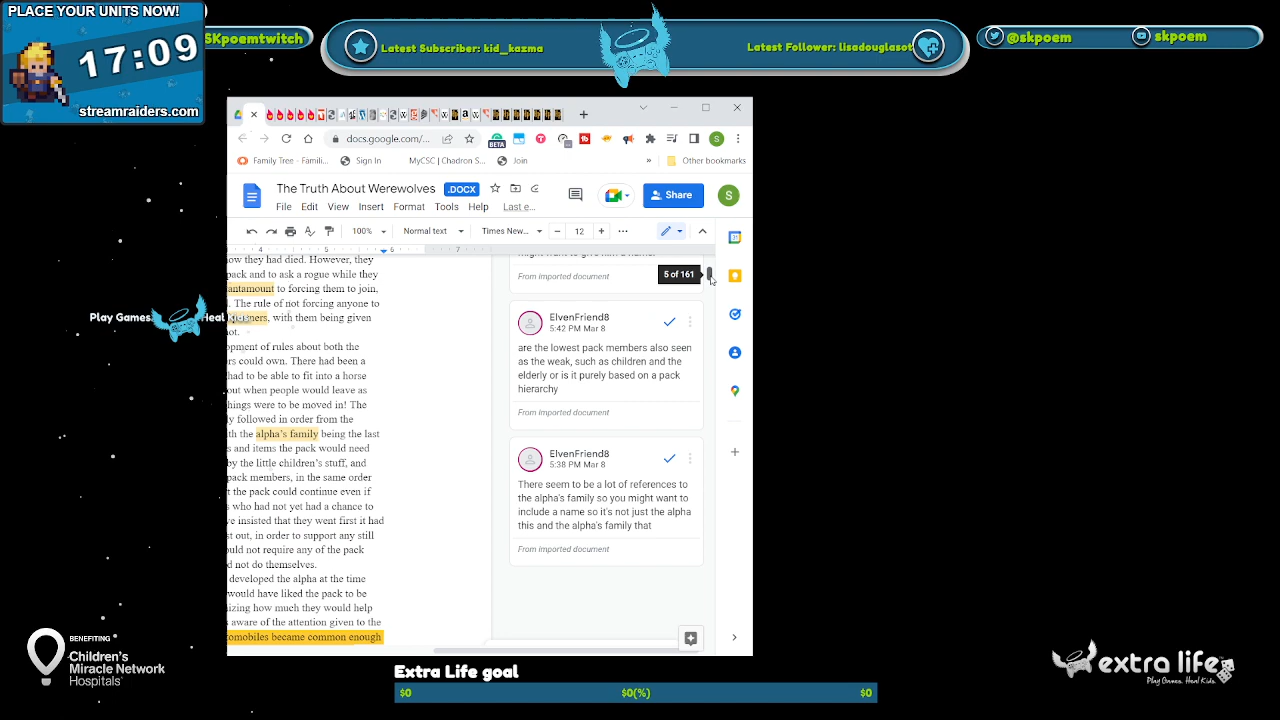 PLACE YOUR UNITS NOW!
17:09
streamraiders.com
SKpoemtwitch
Latest Subscriber: kid_kazma
Latest Follower: lisadouglasot
@skpoem
skpoem
docs.google.com/...
BETA
Family Tree - Famili...
Sign In
MyCSC | Chadron S...
Join
»
Other bookmarks
The Truth About Werewolves
.DOCX
Share
S
File Edit View Insert Format Tools Help Last e...
100%
Normal text
Times New...
12
4 5 6 7
now they had died. However, they
pack and to ask a rogue while they
antamount to forcing them to join,
. The rule of not forcing anyone to
, with them being given
not.
opment of rules about both the
rs could own. There had been a
had to be able to fit into a horse
out when people would leave as
hings were to be moved in! The
ly followed in order from the
th the alpha's family being the last
s and items the pack would need
by the little children's stuff, and
pack members, in the same order
t the pack could continue even if
s who had not yet had a chance to
ve insisted that they went first it had
st out, in order to support any still
ould not require any of the pack
d not do themselves.
developed the alpha at the time
would have liked the pack to be
izing how much they would help
s aware of the attention given to the
tomobiles became common enough
From imported document
5 of 161
ElvenFriend8
5:42 PM Mar 8
are the lowest pack members also seen
as the weak, such as children and the
elderly or is it purely based on a pack
hierarchy
From imported document
ElvenFriend8
5:38 PM Mar 8
There seem to be a lot of references to
the alpha's family so you might want to
include a name so it's not just the alpha
this and the alpha's family that
From imported document
Play Games. Heal Kids.
BENEFITING
Children's
Miracle Network
Hospitals
Extra Life goal
$0 $0(%) $0
extra life
Play Games. Heal Kids.